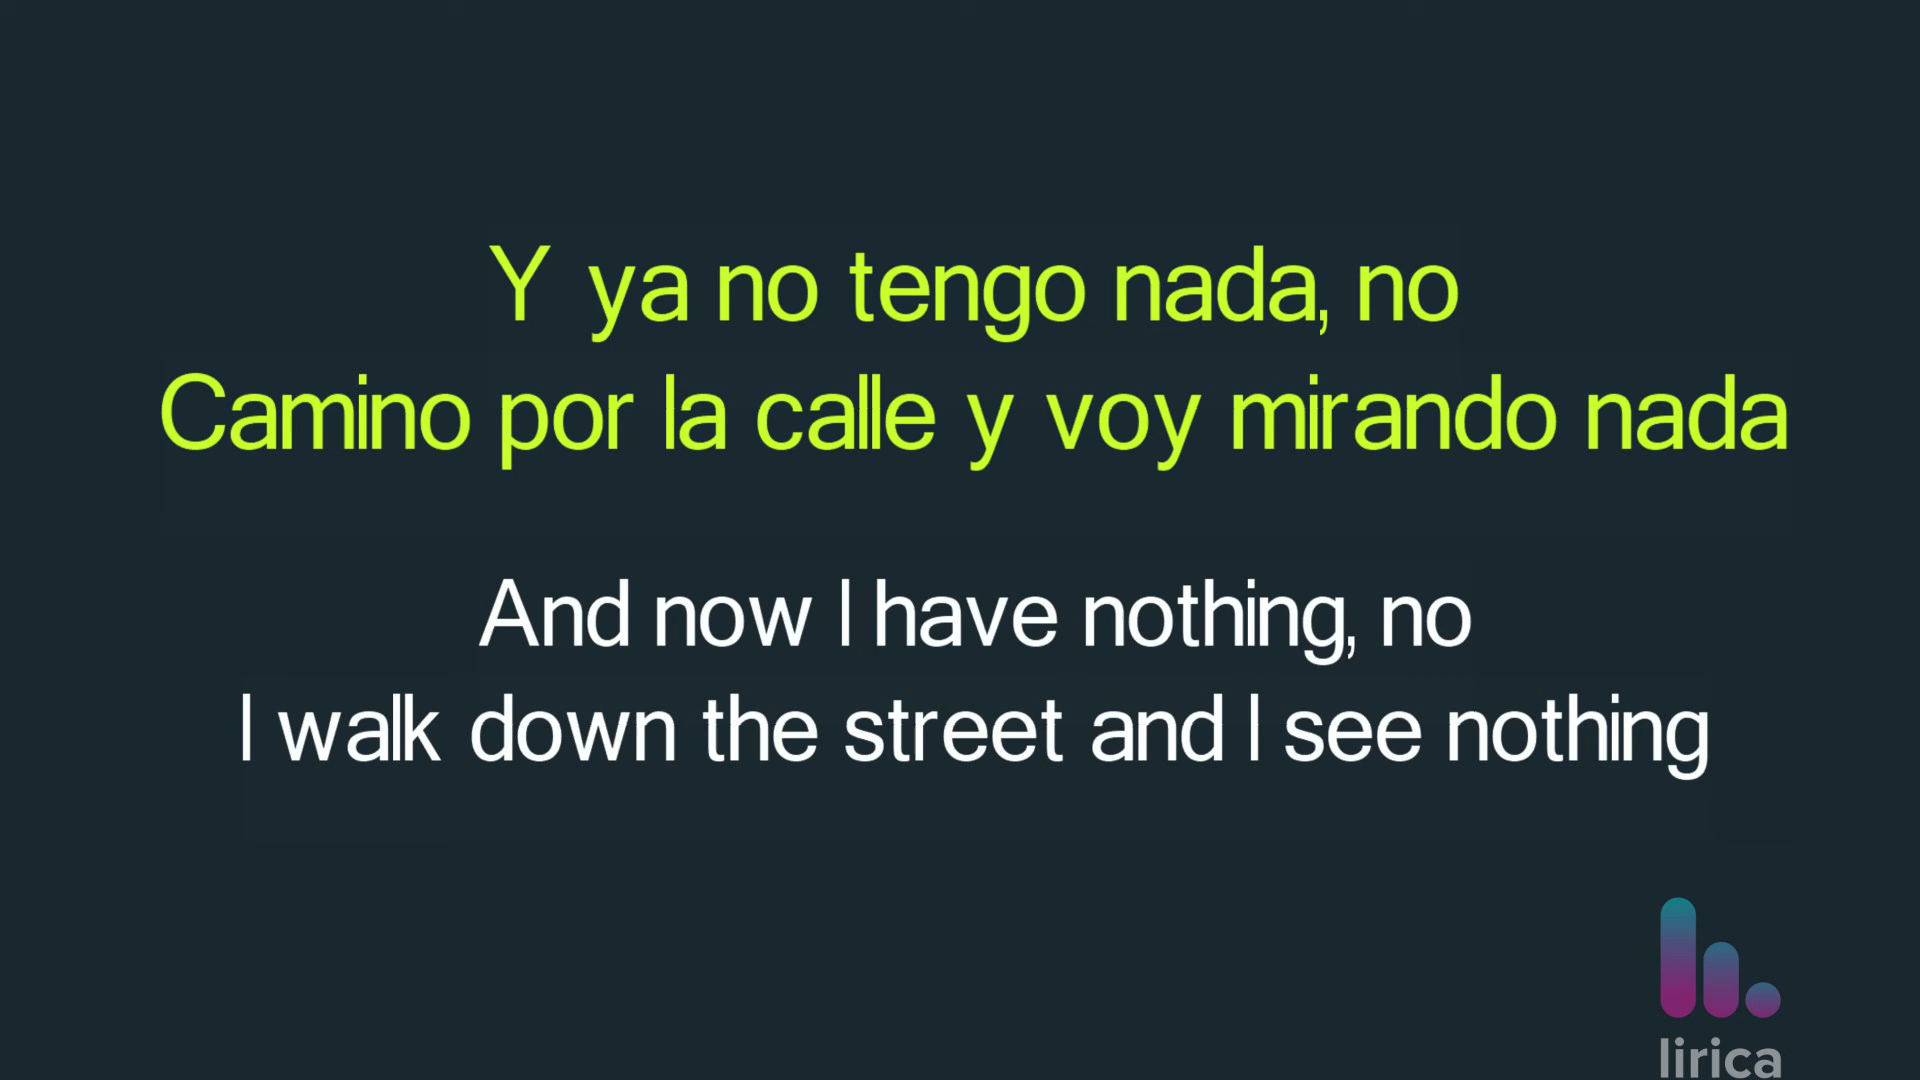 Y ya no tengo nada, no
Camino por la calle y voy mirando nada
And now I have nothing, no
I walk down the street and I see nothing
lirica